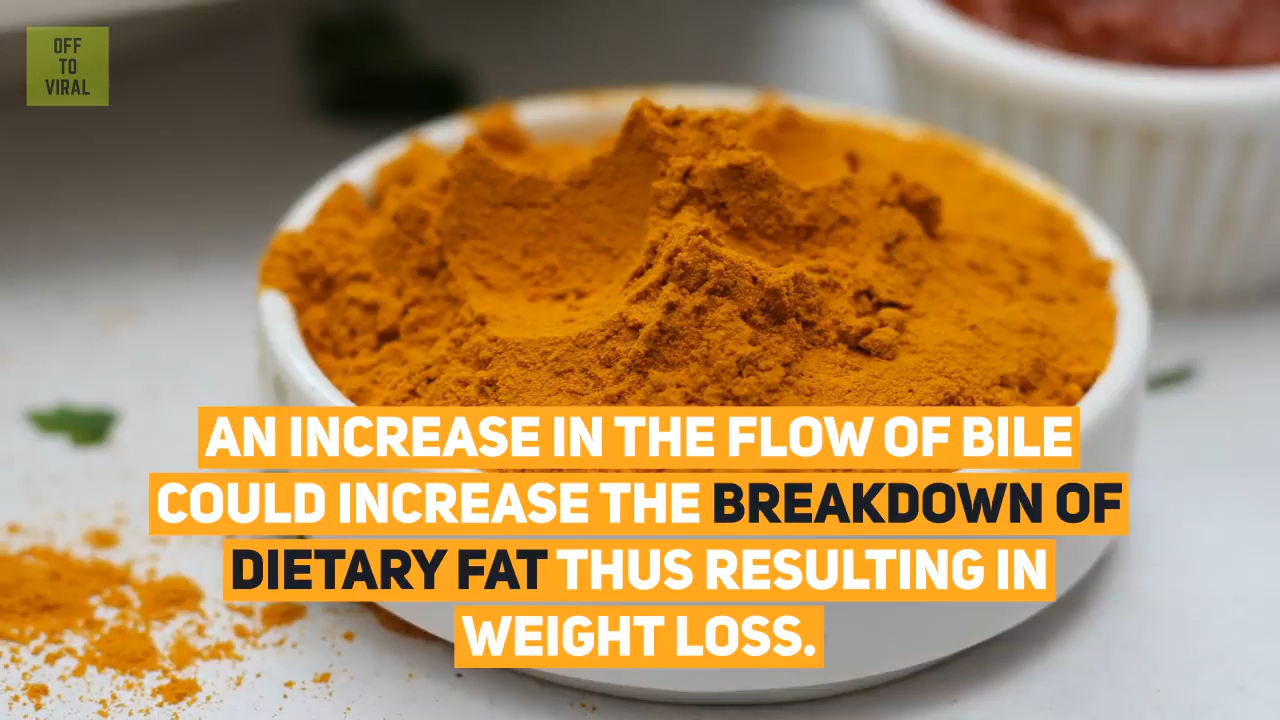 OFF
TO
VIRAL
AN INCREASE IN THE FLOW OF BILE
COULD INCREASE THE BREAKDOWN OF
DIETARY FAT THUS RESULTING IN
WEIGHT LOSS.